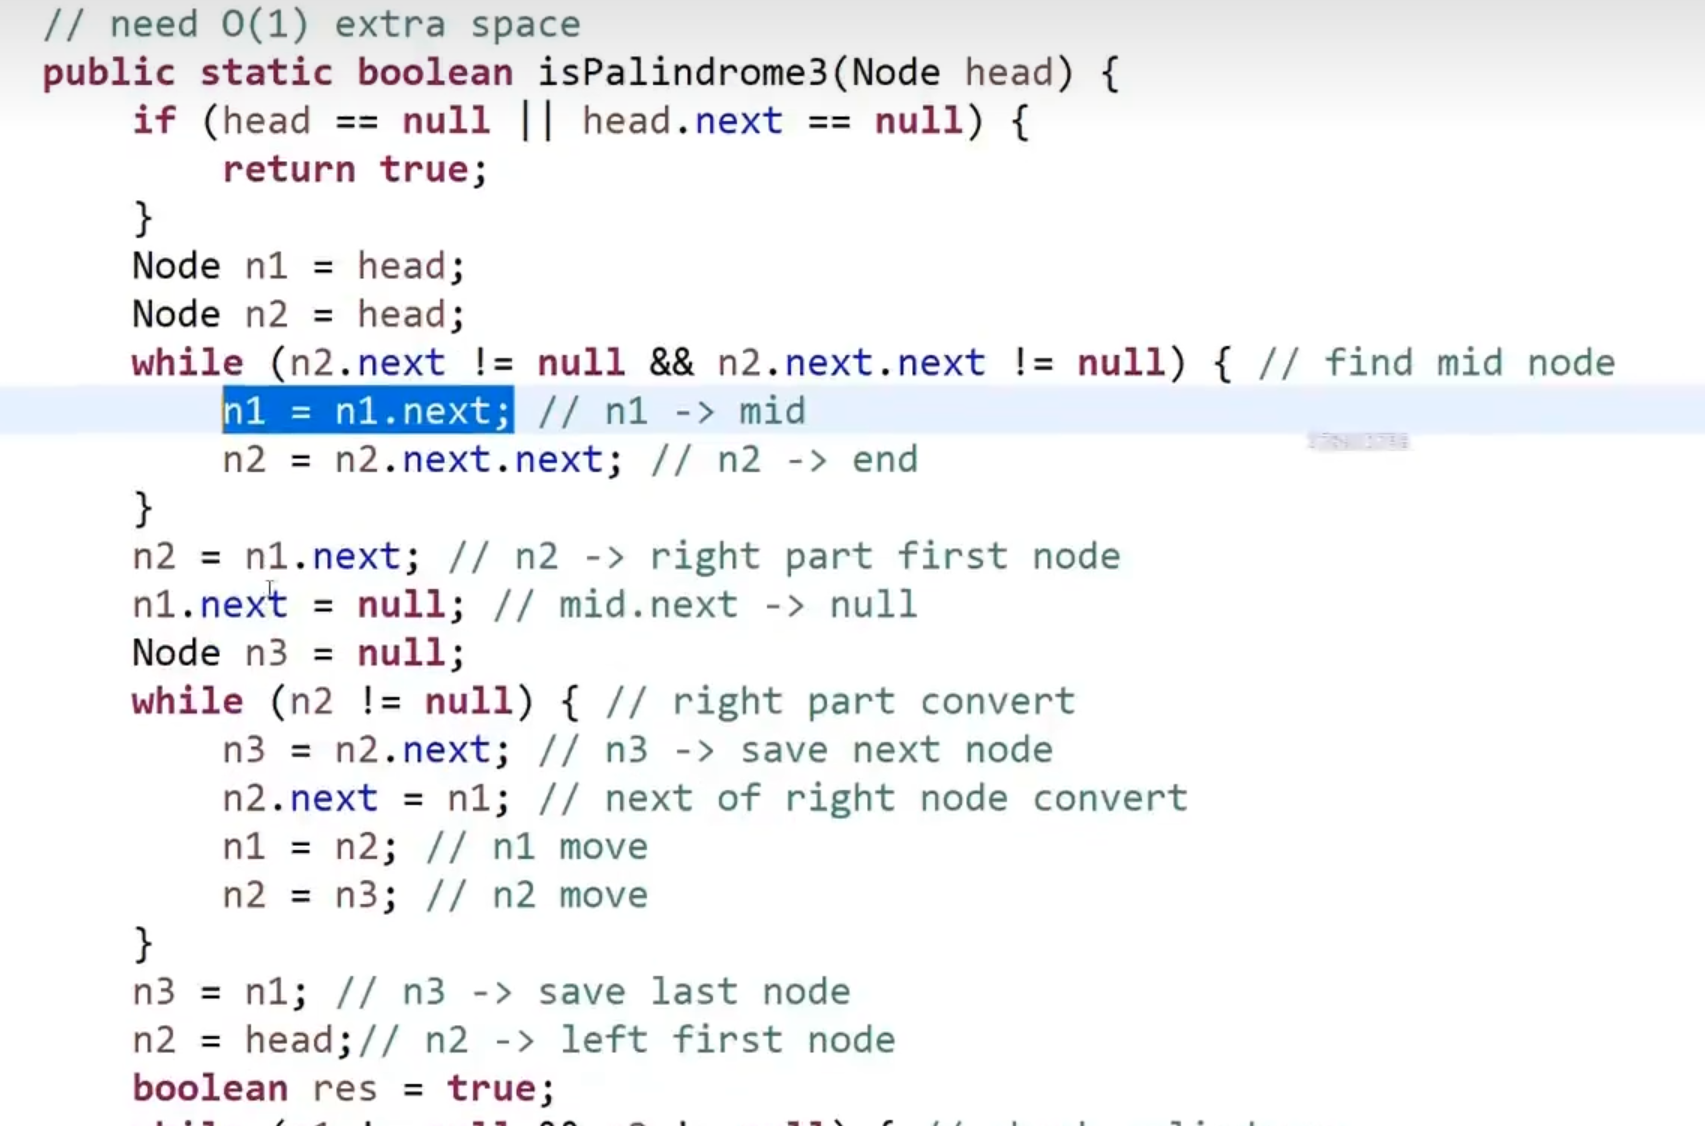 // need O(1) extra space
public static boolean isPalindrome3(Node head) {
if (head == null || head.next == null) {
return true;
}
Node n1 = head;
Node n2 = head;
while (n2.next != null && n2.next.next != null) { // find mid node
n1 = n1.next; // n1 -> mid
n2 = n2.next.next; // n2 -> end
}
n2 = n1.next; // n2 -> right part first node
n1.next = null; // mid.next -> null
Node n3 = null;
while (n2 != null) { // right part convert
n3 = n2.next; // n3 -> save next node
n2.next = n1; // next of right node convert
n1 = n2; // n1 move
n2 = n3; // n2 move
}
n3 = n1; // n3 -> save last node
n2 = head;// n2 -> left first node
boolean res = true;